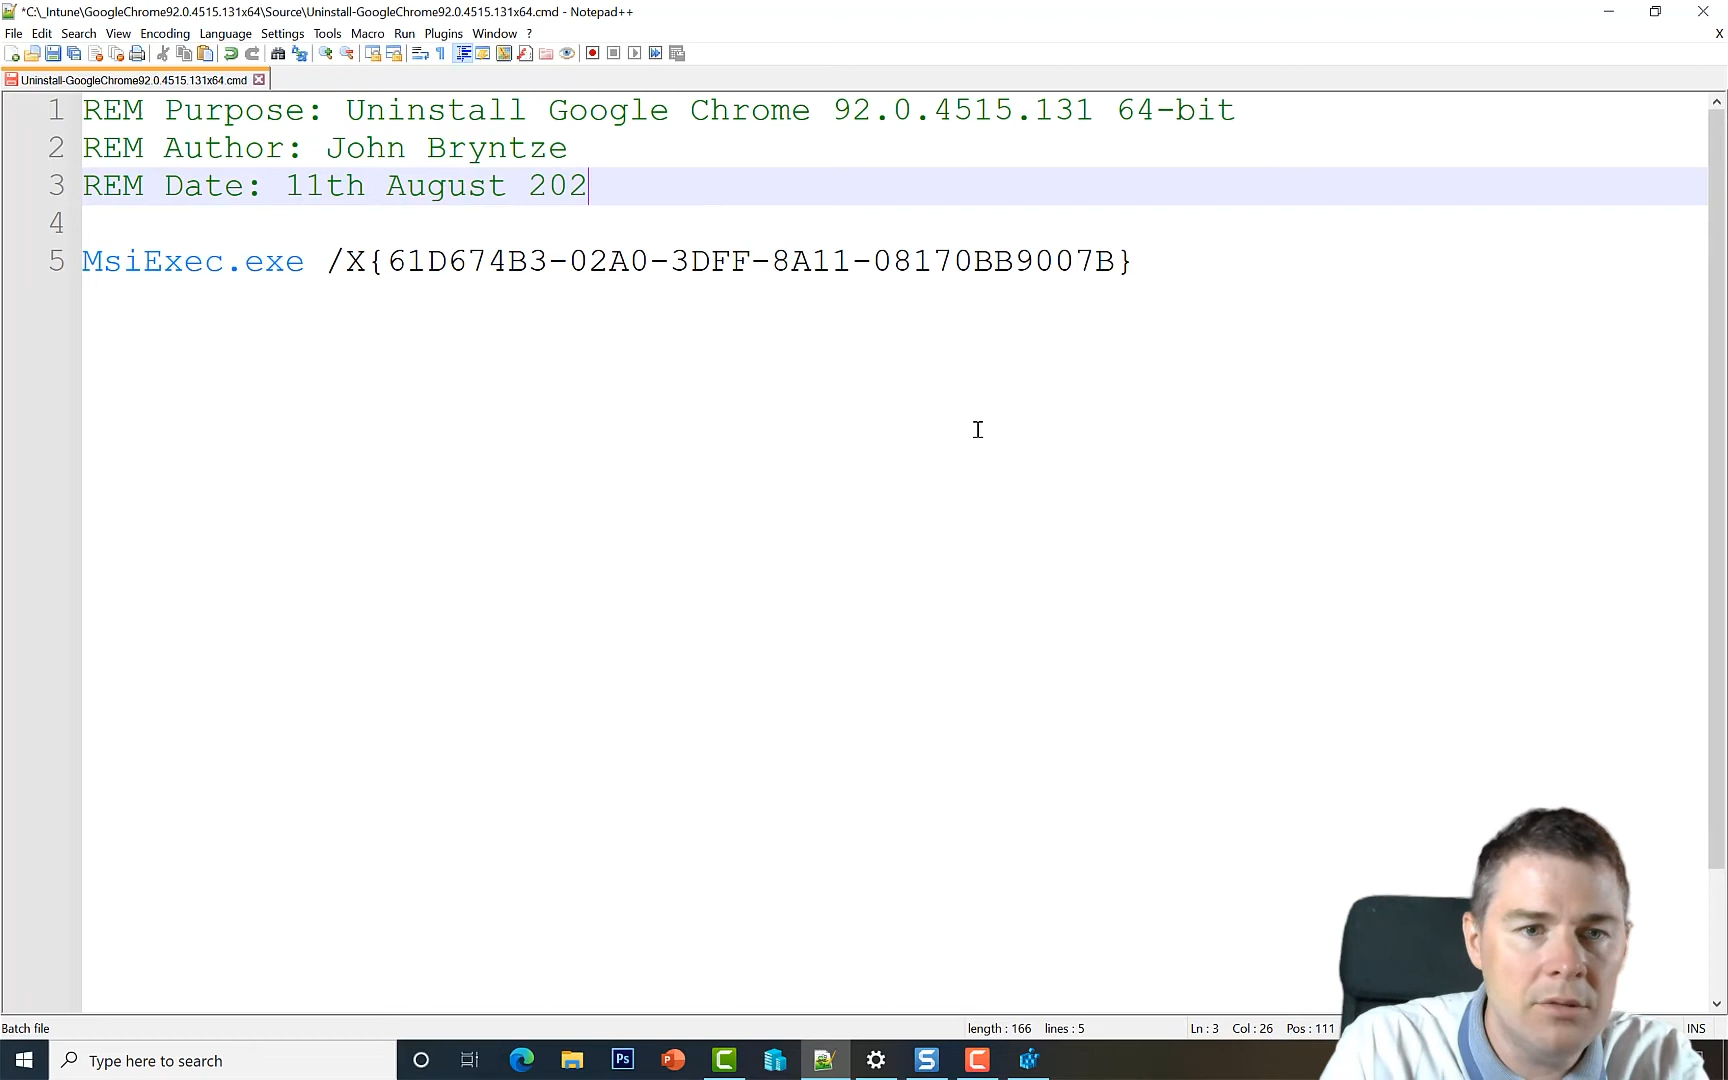 *C:\_Intune\GoogleChrome92.0.4515.131x64\Source\Uninstall-GoogleChrome92.0.4515.131x64.cmd - Notepad++
File Edit Search View Encoding Language Settings Tools Macro Run Plugins Window ? X
Uninstall-GoogleChrome92.0.4515.131x64.cmd
1 REM Purpose: Uninstall Google Chrome 92.0.4515.131 64-bit
2 REM Author: John Bryntze
3 REM Date: 11th August 202
4
5 MsiExec.exe /X{61D674B3-02A0-3DFF-8A11-08170BB9007B}
Batch file length : 166 lines : 5 Ln : 3 Col : 26 Pos : 111 INS
Type here to search
Ps
P
C
S
C